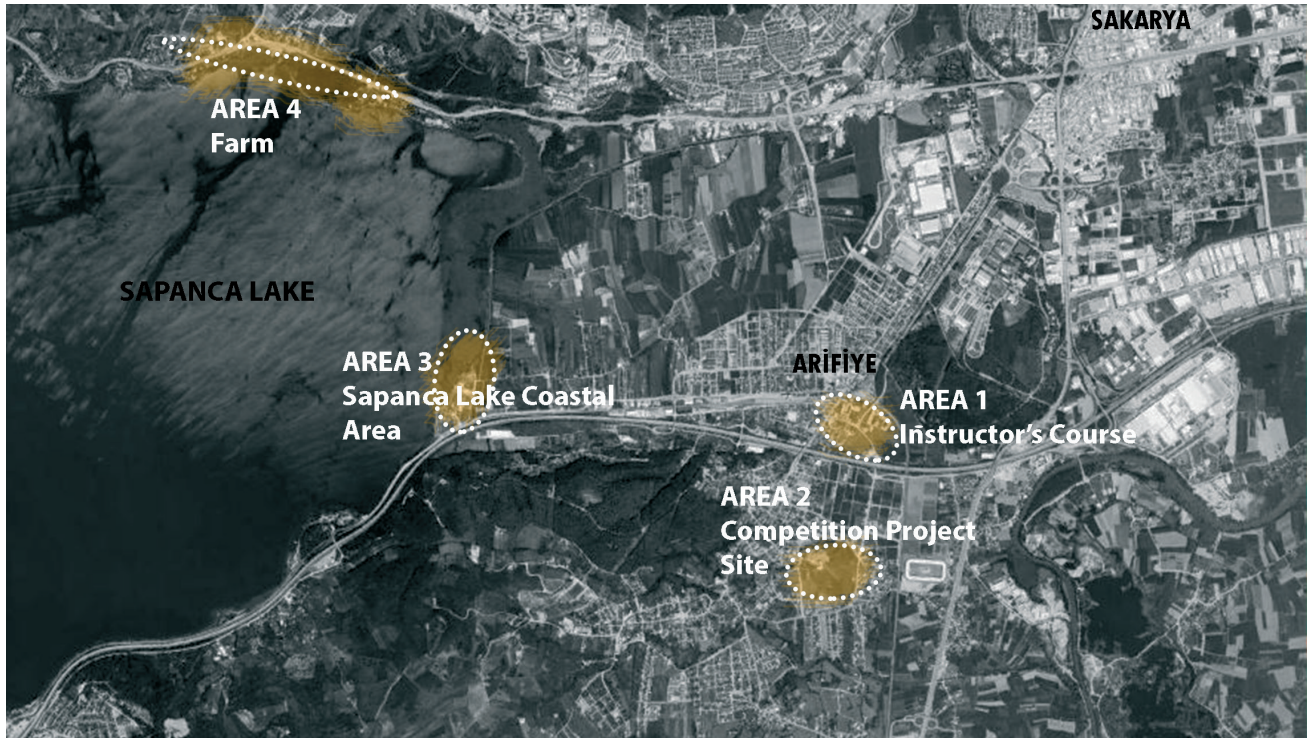 SAKARYA
AREA 4
Farm
SAPANCA LAKE
AREA 3
Sapanca Lake Coastal
Area
ARİFİYE
AREA 1
Instructor's Course
AREA 2
Competition Project
Site